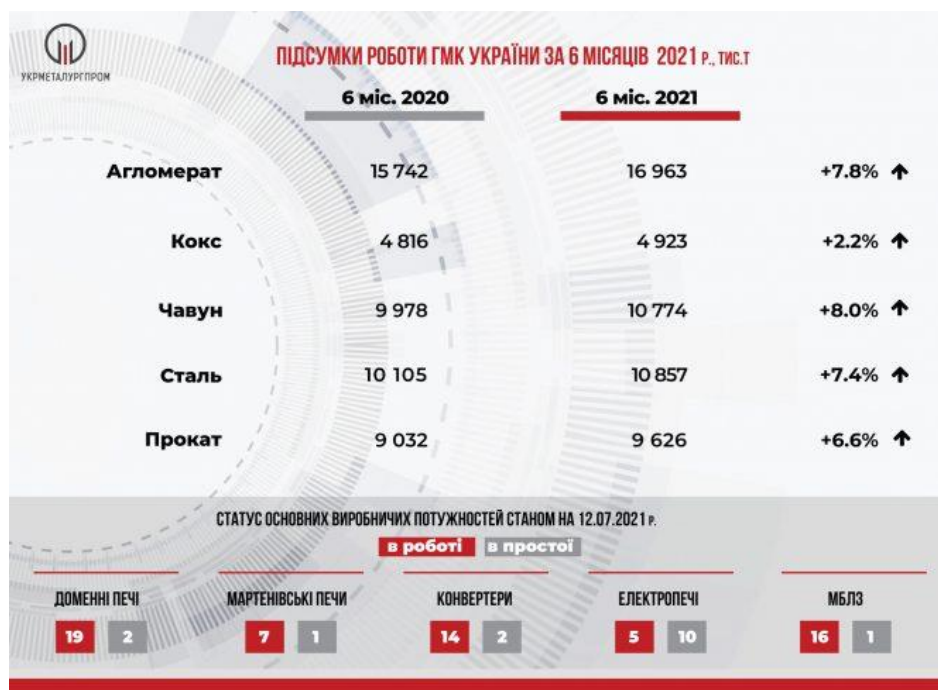 УКРМЕТАЛУРГПРОМ
ПІДСУМКИ РОБОТИ ГМК УКРАЇНИ ЗА 6 МІСЯЦІВ 2021 Р., ТИС.Т
6 міс. 2020 6 міс. 2021
Агломерат 15 742 16 963 +7.8% ↑
Кокс 4 816 4 923 +2.2% ↑
Чавун 9 978 10 774 +8.0% ↑
Сталь 10 105 10 857 +7.4% ↑
Прокат 9 032 9 626 +6.6% ↑
СТАТУС ОСНОВНИХ ВИРОБНИЧИХ ПОТУЖНОСТЕЙ СТАНОМ НА 12.07.2021 Р.
в роботі в простої
ДОМЕННІ ПЕЧІ МАРТЕНІВСЬКІ ПЕЧИ КОНВЕРТЕРИ ЕЛЕКТРОПЕЧІ МБЛЗ
19 2 7 1 14 2 5 10 16 1